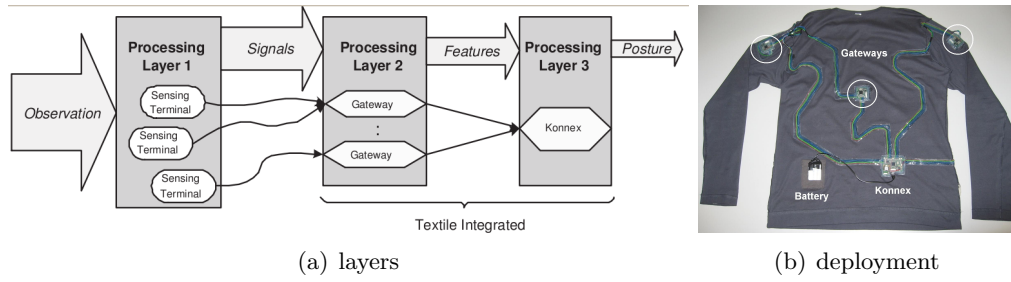 Observation
Processing
Layer 1
Sensing
Terminal
Sensing
Terminal
Sensing
Terminal
Signals
Processing
Layer 2
Gateway
:
Gateway
Features
Processing
Layer 3
Konnex
Posture
Textile Integrated
(a) layers
Gateways
Battery
Konnex
(b) deployment